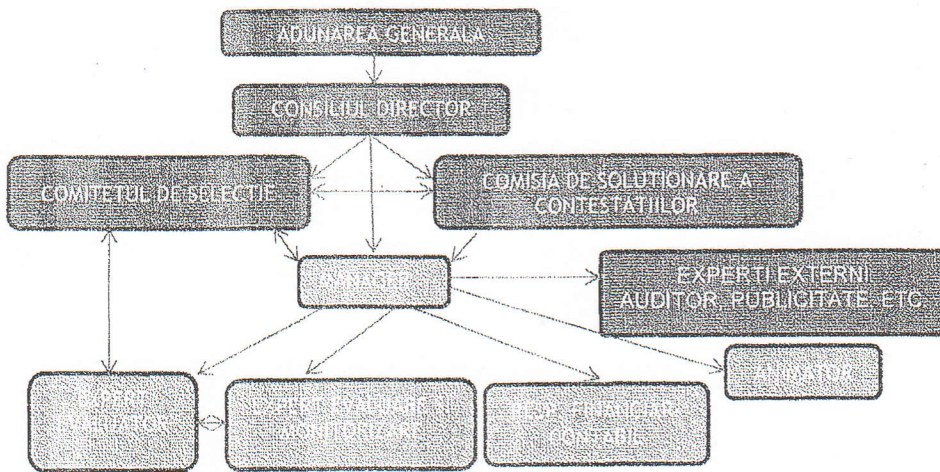 ADUNAREA GENERALA
CONSILIUL DIRECTOR
COMITETUL DE SELECTIE
COMISIA DE SOLUTIONARE A
CONTESTATIILOR
MANAGER
EXPERTI EXTERNI
AUDITOR, PUBLICITATE, ETC
ANIMATOR
EVALUATOR
MONITORIZARE
RESP. FINANCIAR
CONTABIL